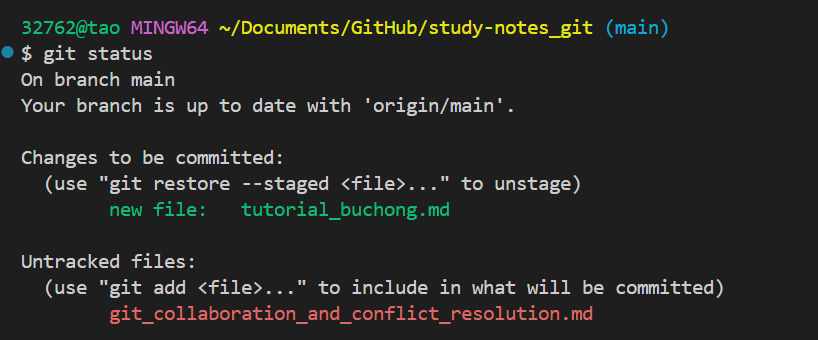 32762@tao MINGW64 ~/Documents/GitHub/study-notes_git (main)
$ git status
On branch main
Your branch is up to date with 'origin/main'.
Changes to be committed:
  (use "git restore --staged <file>..." to unstage)
        new file:   tutorial_buchong.md
Untracked files:
  (use "git add <file>..." to include in what will be committed)
        git_collaboration_and_conflict_resolution.md